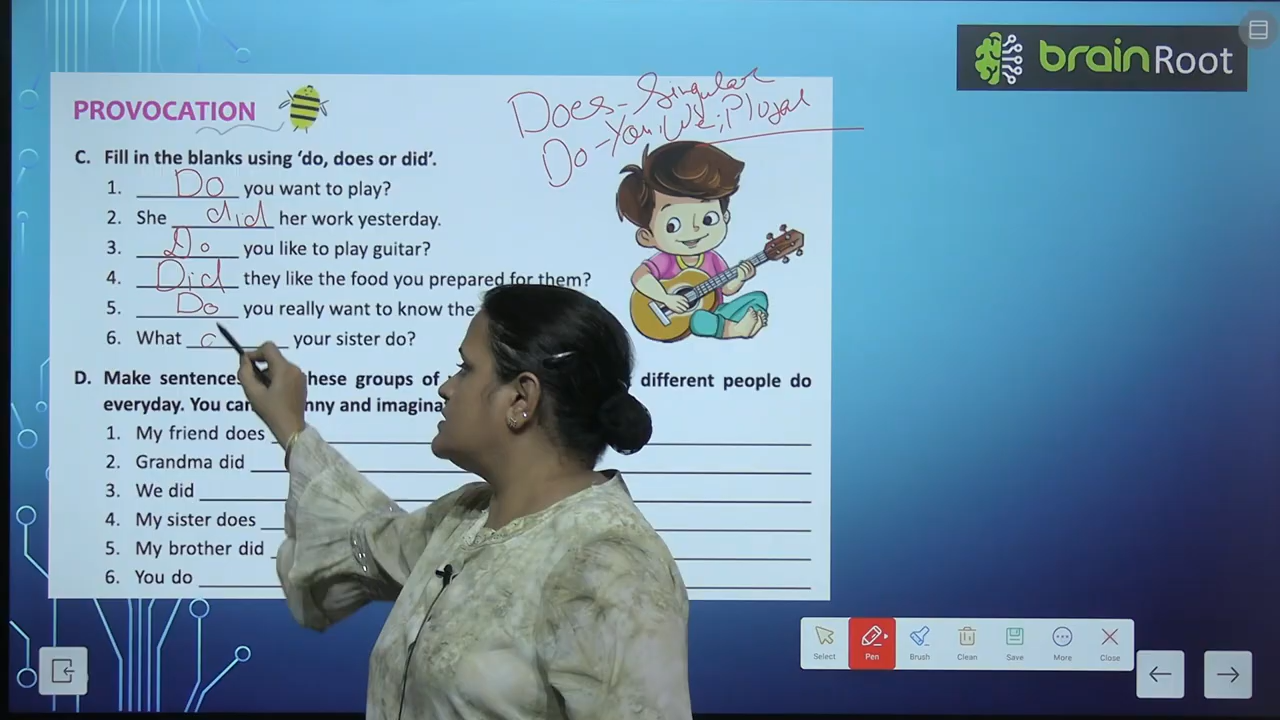 brainRoot
PROVOCATION
Does - Singular
Do - You, We, Plural
C. Fill in the blanks using ‘do, does or did’.
1. Do you want to play?
2. She did her work yesterday.
3. Do you like to play guitar?
4. Did they like the food you prepared for them?
5. Do you really want to know the
6. What your sister do?
D. Make sentences hese groups of different people do
everyday. You can nny and imagina
1. My friend does
2. Grandma did
3. We did
4. My sister does
5. My brother did
6. You do
Select Pen Brush Clean Save More Close